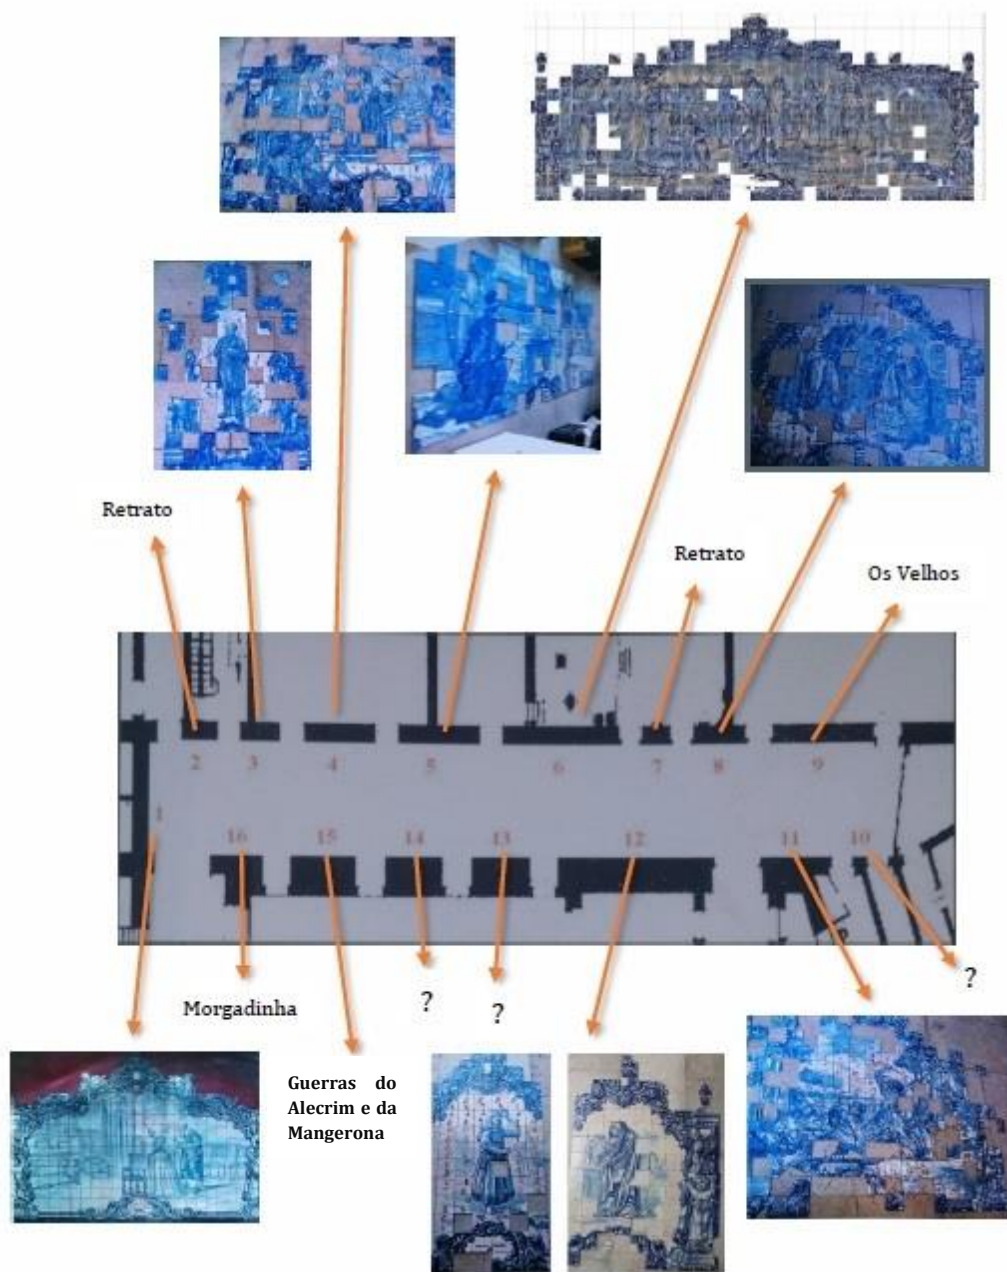 Retrato
Retrato
Os Velhos
2
3
4
5
6
7
8
9
1
16
15
14
13
12
11
10
Morgadinha
?
?
?
Guerras do
Alecrim e da
Mangerona